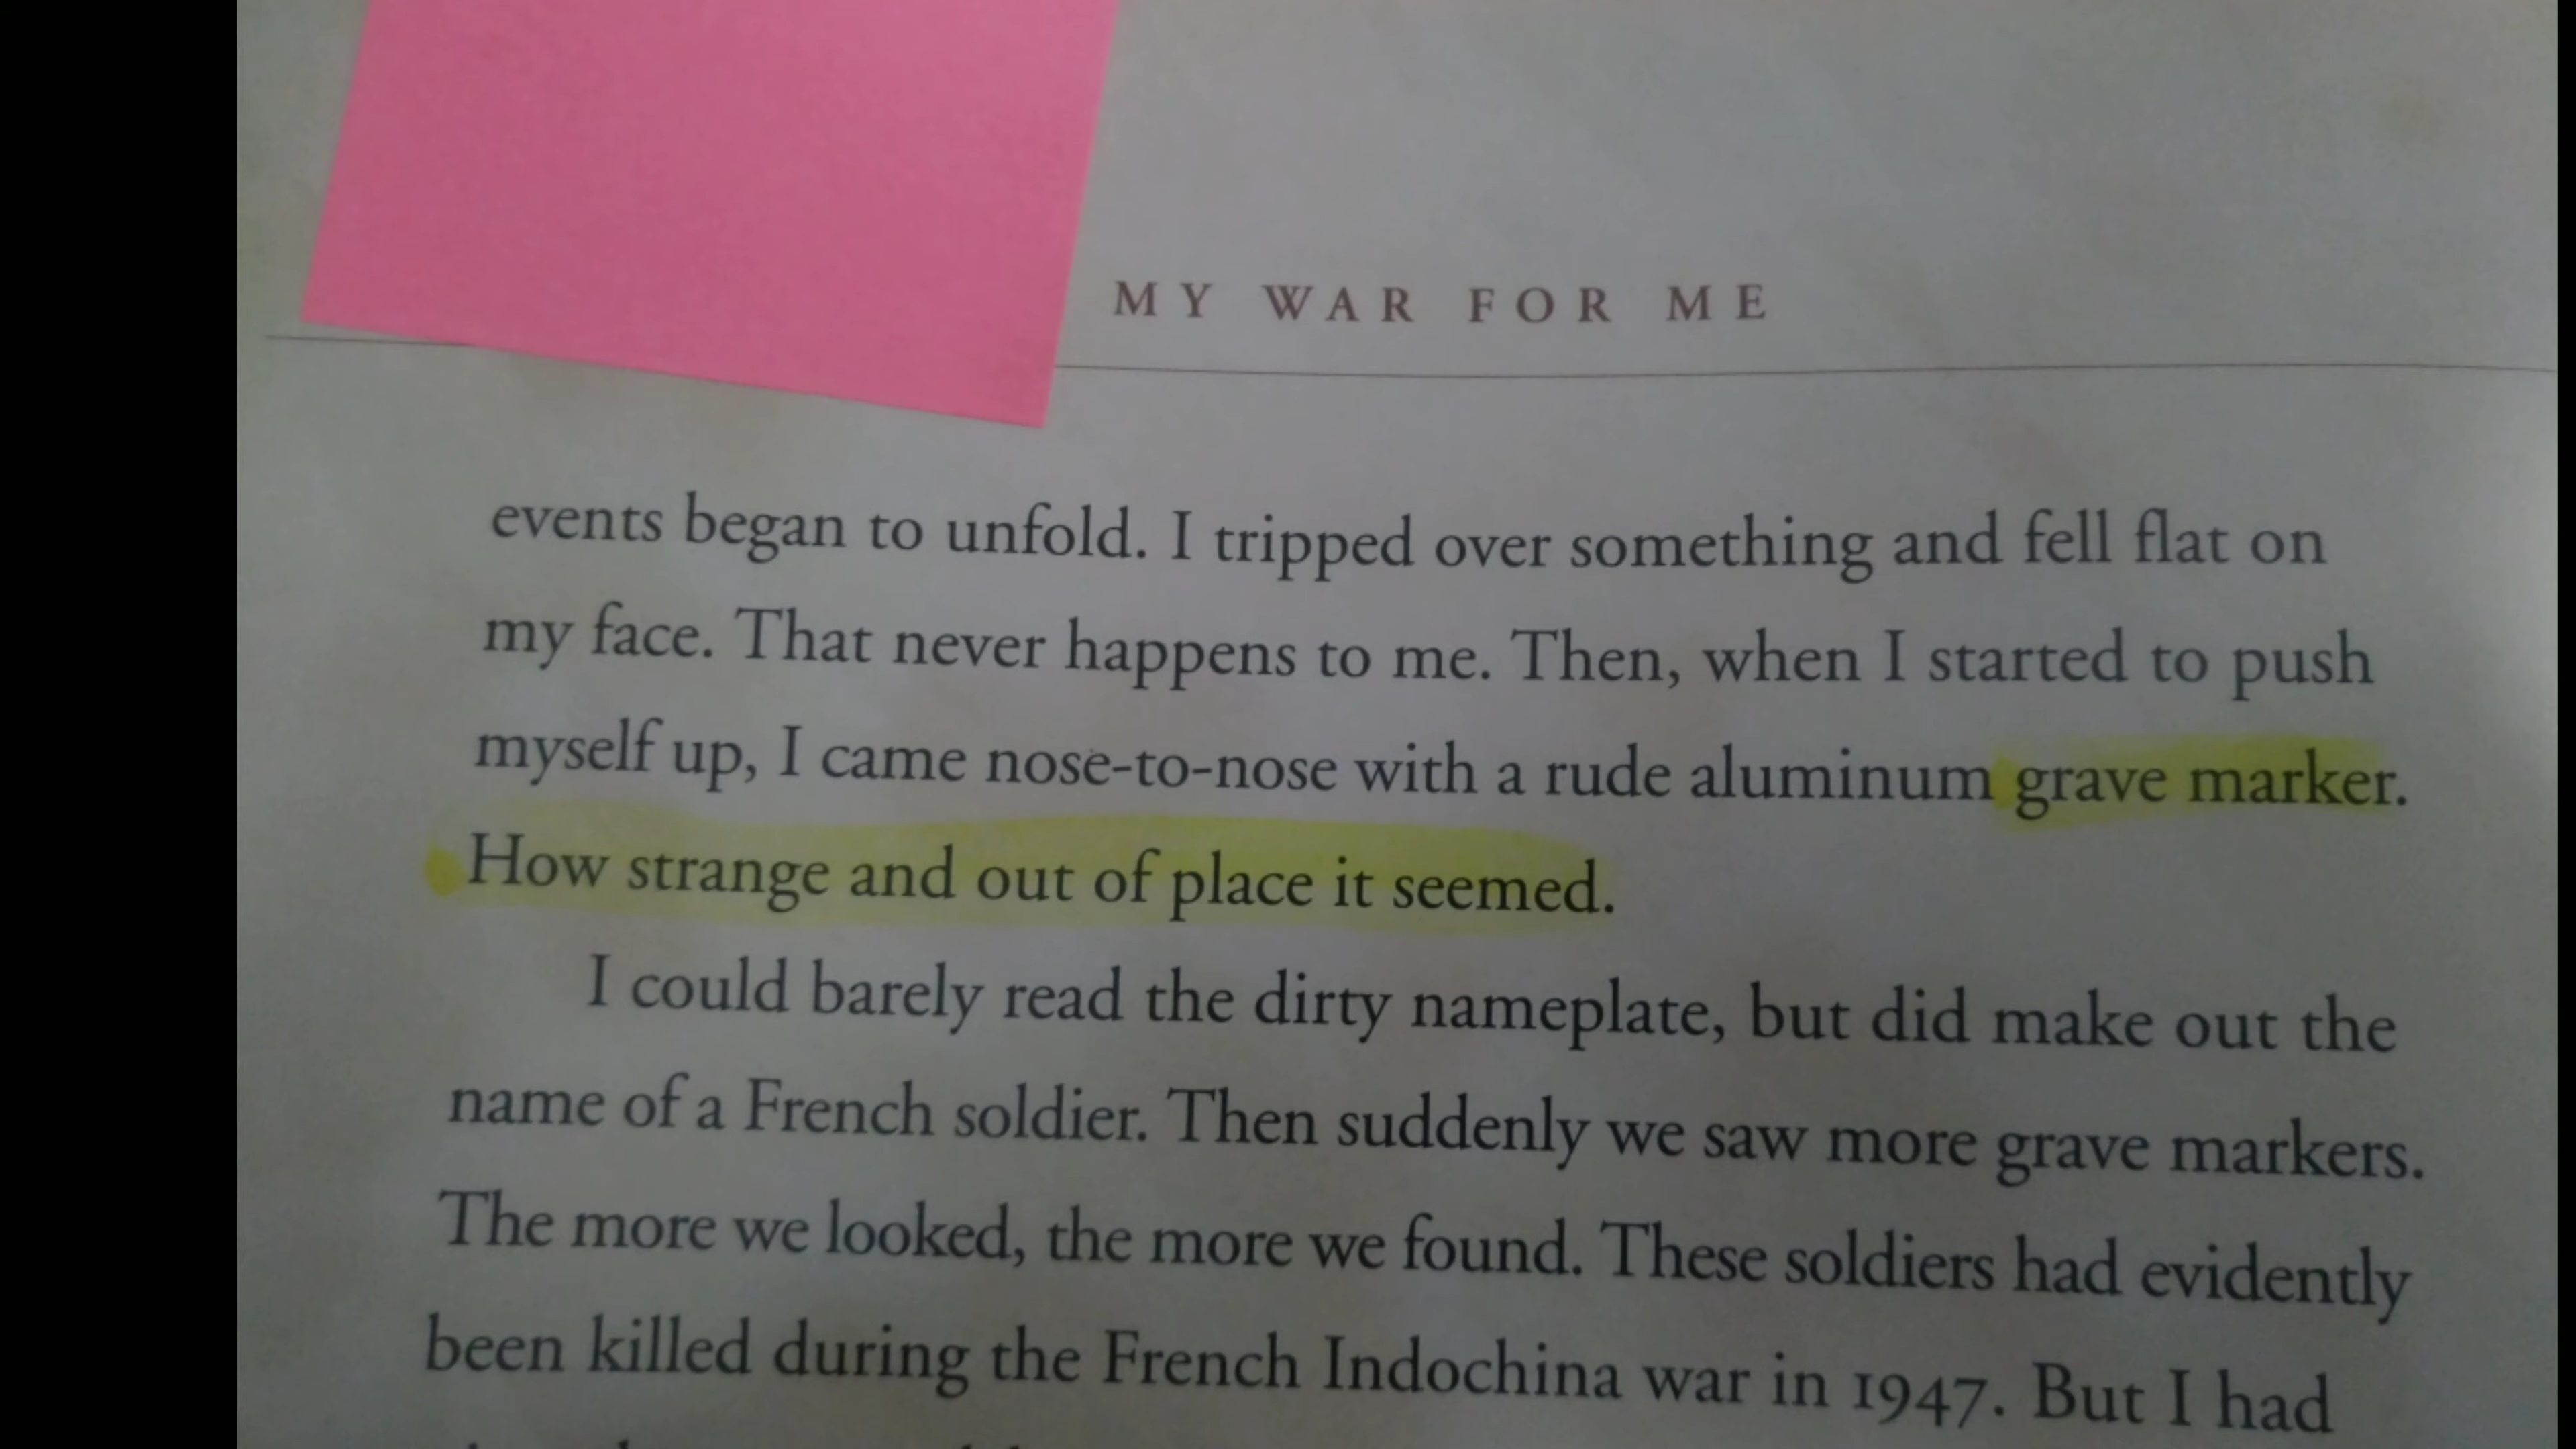 MY WAR FOR ME
events began to unfold. I tripped over something and fell flat on
my face. That never happens to me. Then, when I started to push
myself up, I came nose-to-nose with a rude aluminum grave marker.
How strange and out of place it seemed.
I could barely read the dirty nameplate, but did make out the
name of a French soldier. Then suddenly we saw more grave markers.
The more we looked, the more we found. These soldiers had evidently
been killed during the French Indochina war in 1947. But I had